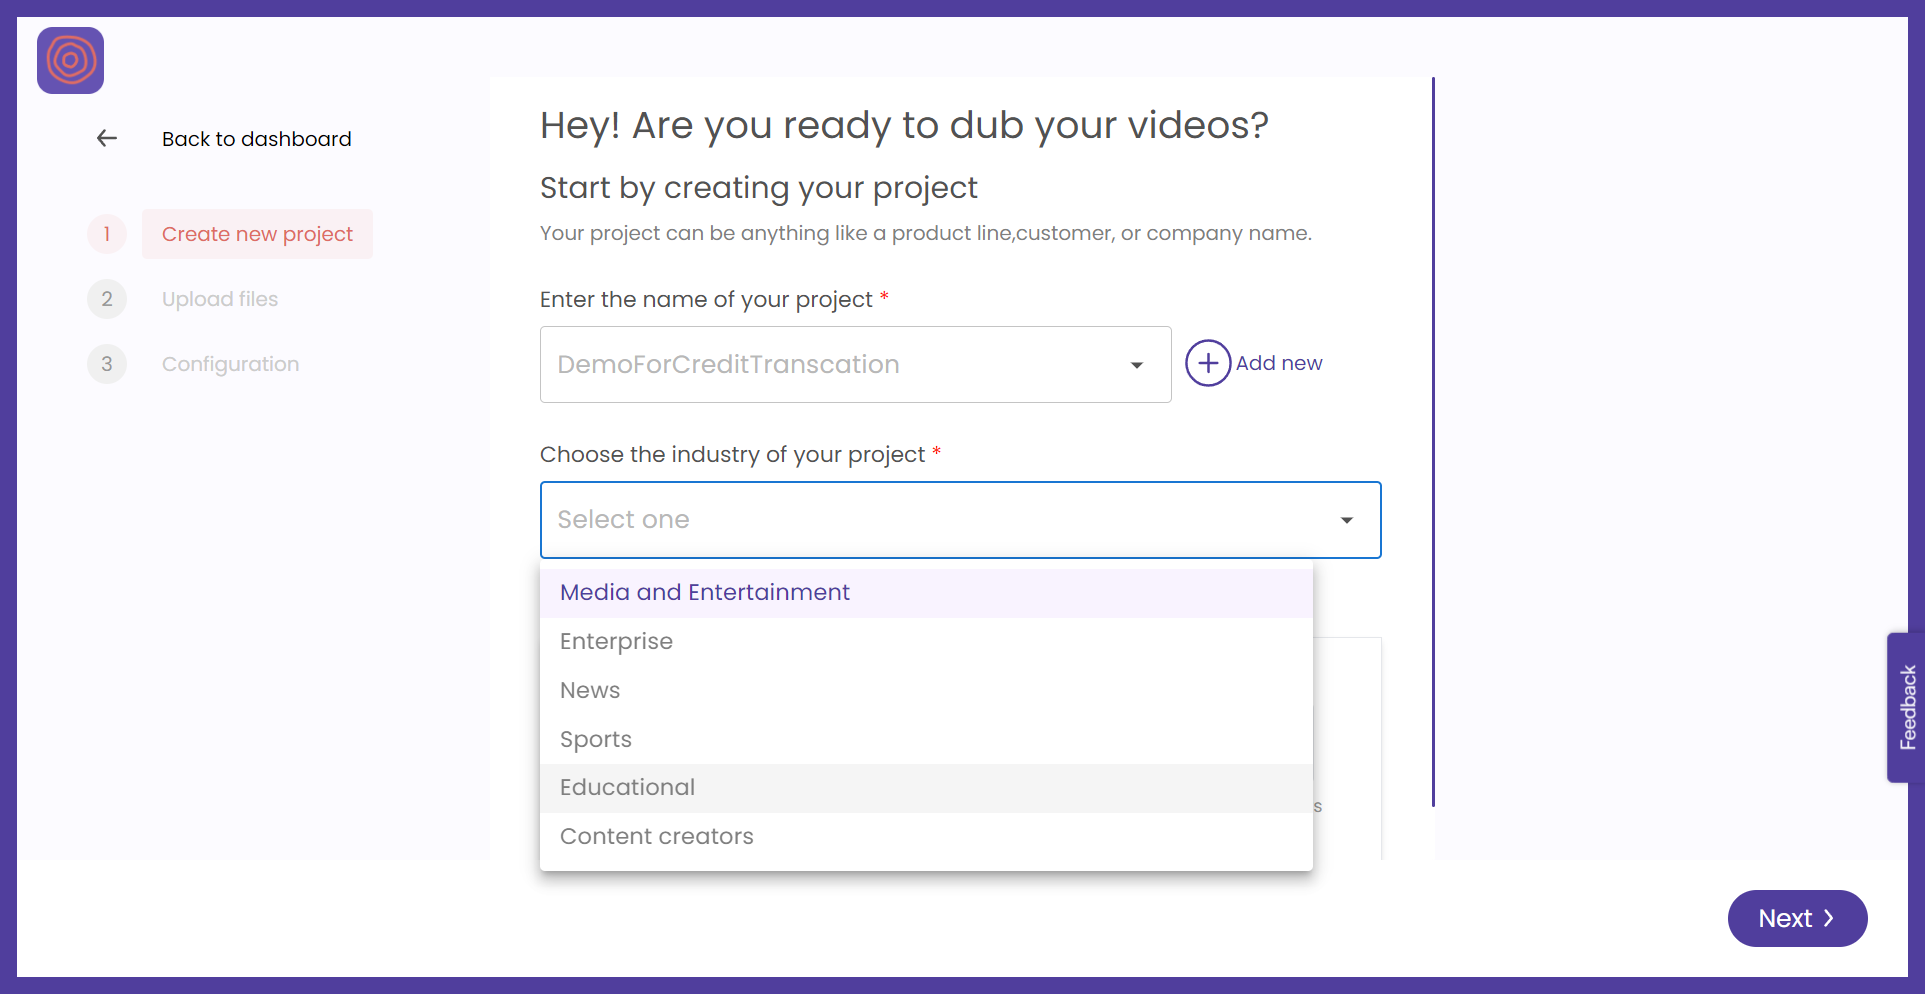 Back to dashboard
1 Create new project
2 Upload files
3 Configuration
Hey! Are you ready to dub your videos?
Start by creating your project
Your project can be anything like a product line,customer, or company name.
Enter the name of your project *
DemoForCreditTranscation
Add new
Choose the industry of your project *
Select one
Media and Entertainment
Enterprise
News
Sports
Educational
Content creators
s
Feedback
Next